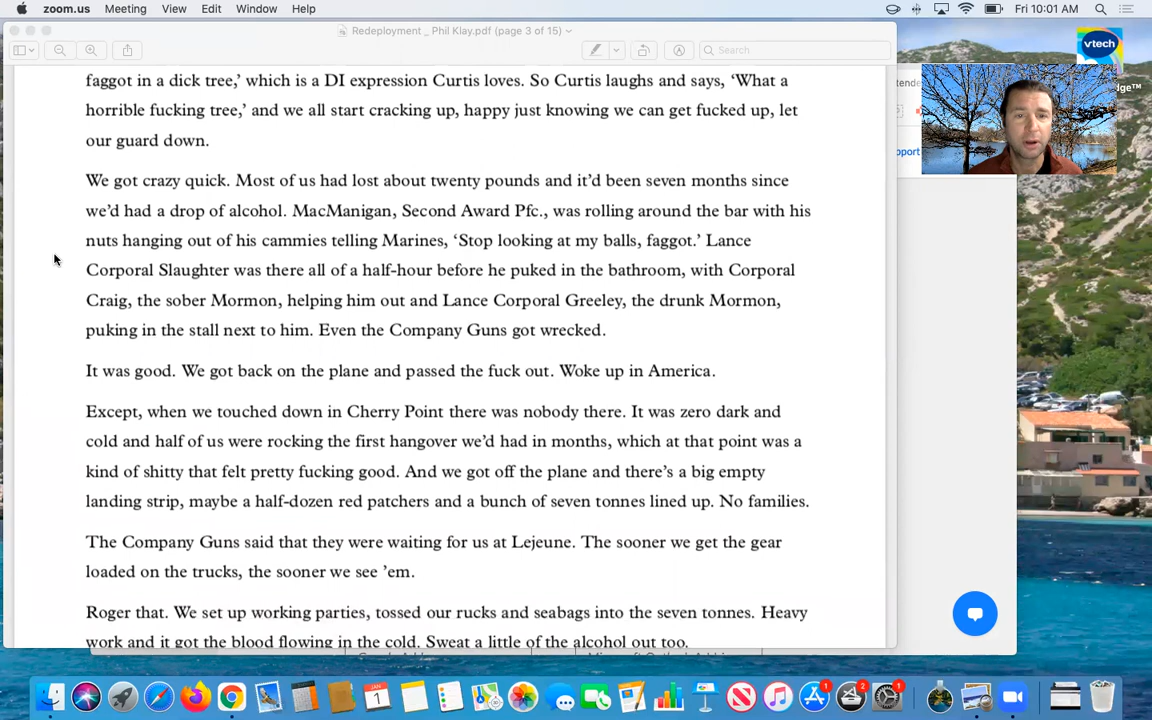 zoom.us Meeting View Edit Window Help Fri 10:01 AM
Redeployment _ Phil Klay.pdf (page 3 of 15)
Search
vtech
dge™
tende
pport
faggot in a dick tree,’ which is a DI expression Curtis loves. So Curtis laughs and says, ‘What a
horrible fucking tree,’ and we all start cracking up, happy just knowing we can get fucked up, let
our guard down.
We got crazy quick. Most of us had lost about twenty pounds and it’d been seven months since
we’d had a drop of alcohol. MacManigan, Second Award Pfc., was rolling around the bar with his
nuts hanging out of his cammies telling Marines, ‘Stop looking at my balls, faggot.’ Lance
Corporal Slaughter was there all of a half-hour before he puked in the bathroom, with Corporal
Craig, the sober Mormon, helping him out and Lance Corporal Greeley, the drunk Mormon,
puking in the stall next to him. Even the Company Guns got wrecked.
It was good. We got back on the plane and passed the fuck out. Woke up in America.
Except, when we touched down in Cherry Point there was nobody there. It was zero dark and
cold and half of us were rocking the first hangover we’d had in months, which at that point was a
kind of shitty that felt pretty fucking good. And we got off the plane and there’s a big empty
landing strip, maybe a half-dozen red patchers and a bunch of seven tonnes lined up. No families.
The Company Guns said that they were waiting for us at Lejeune. The sooner we get the gear
loaded on the trucks, the sooner we see ’em.
Roger that. We set up working parties, tossed our rucks and seabags into the seven tonnes. Heavy
work and it got the blood flowing in the cold. Sweat a little of the alcohol out too.
JAN
1
1
2
1